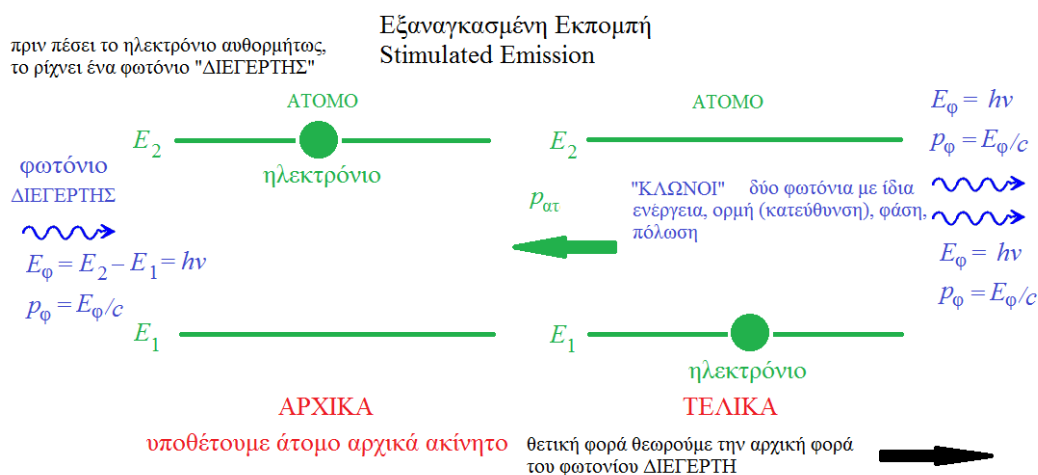 Εξαναγκασμένη Εκπομπή
Stimulated Emission
πριν πέσει το ηλεκτρόνιο αυθορμήτως,
το ρίχνει ένα φωτόνιο "ΔΙΕΓΕΡΤΗΣ"
φωτόνιο
ΔΙΕΓΕΡΤΗΣ
Eφ = E2 − E1 = hν
pφ = Eφ/c
ΑΤΟΜΟ
E2
ηλεκτρόνιο
E1
ΑΡΧΙΚΑ
υποθέτουμε άτομο αρχικά ακίνητο
ΑΤΟΜΟ
E2
pατ
"ΚΛΩΝΟΙ" δύο φωτόνια με ίδια
ενέργεια, ορμή (κατεύθυνση), φάση,
πόλωση
E1
ηλεκτρόνιο
ΤΕΛΙΚΑ
θετική φορά θεωρούμε την αρχική φορά
του φωτονίου ΔΙΕΓΕΡΤΗ
Eφ = hν
pφ = Eφ/c
Eφ = hν
pφ = Eφ/c